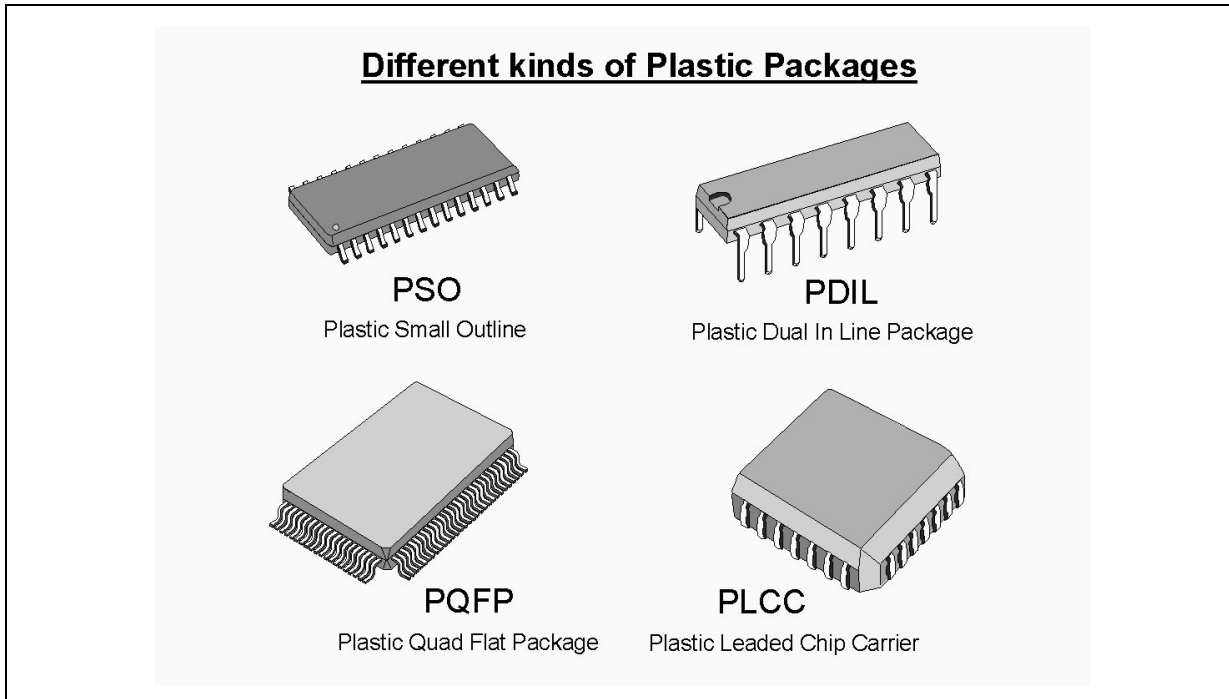 Different kinds of Plastic Packages
PSO
Plastic Small Outline
PDIL
Plastic Dual In Line Package
PQFP
Plastic Quad Flat Package
PLCC
Plastic Leaded Chip Carrier